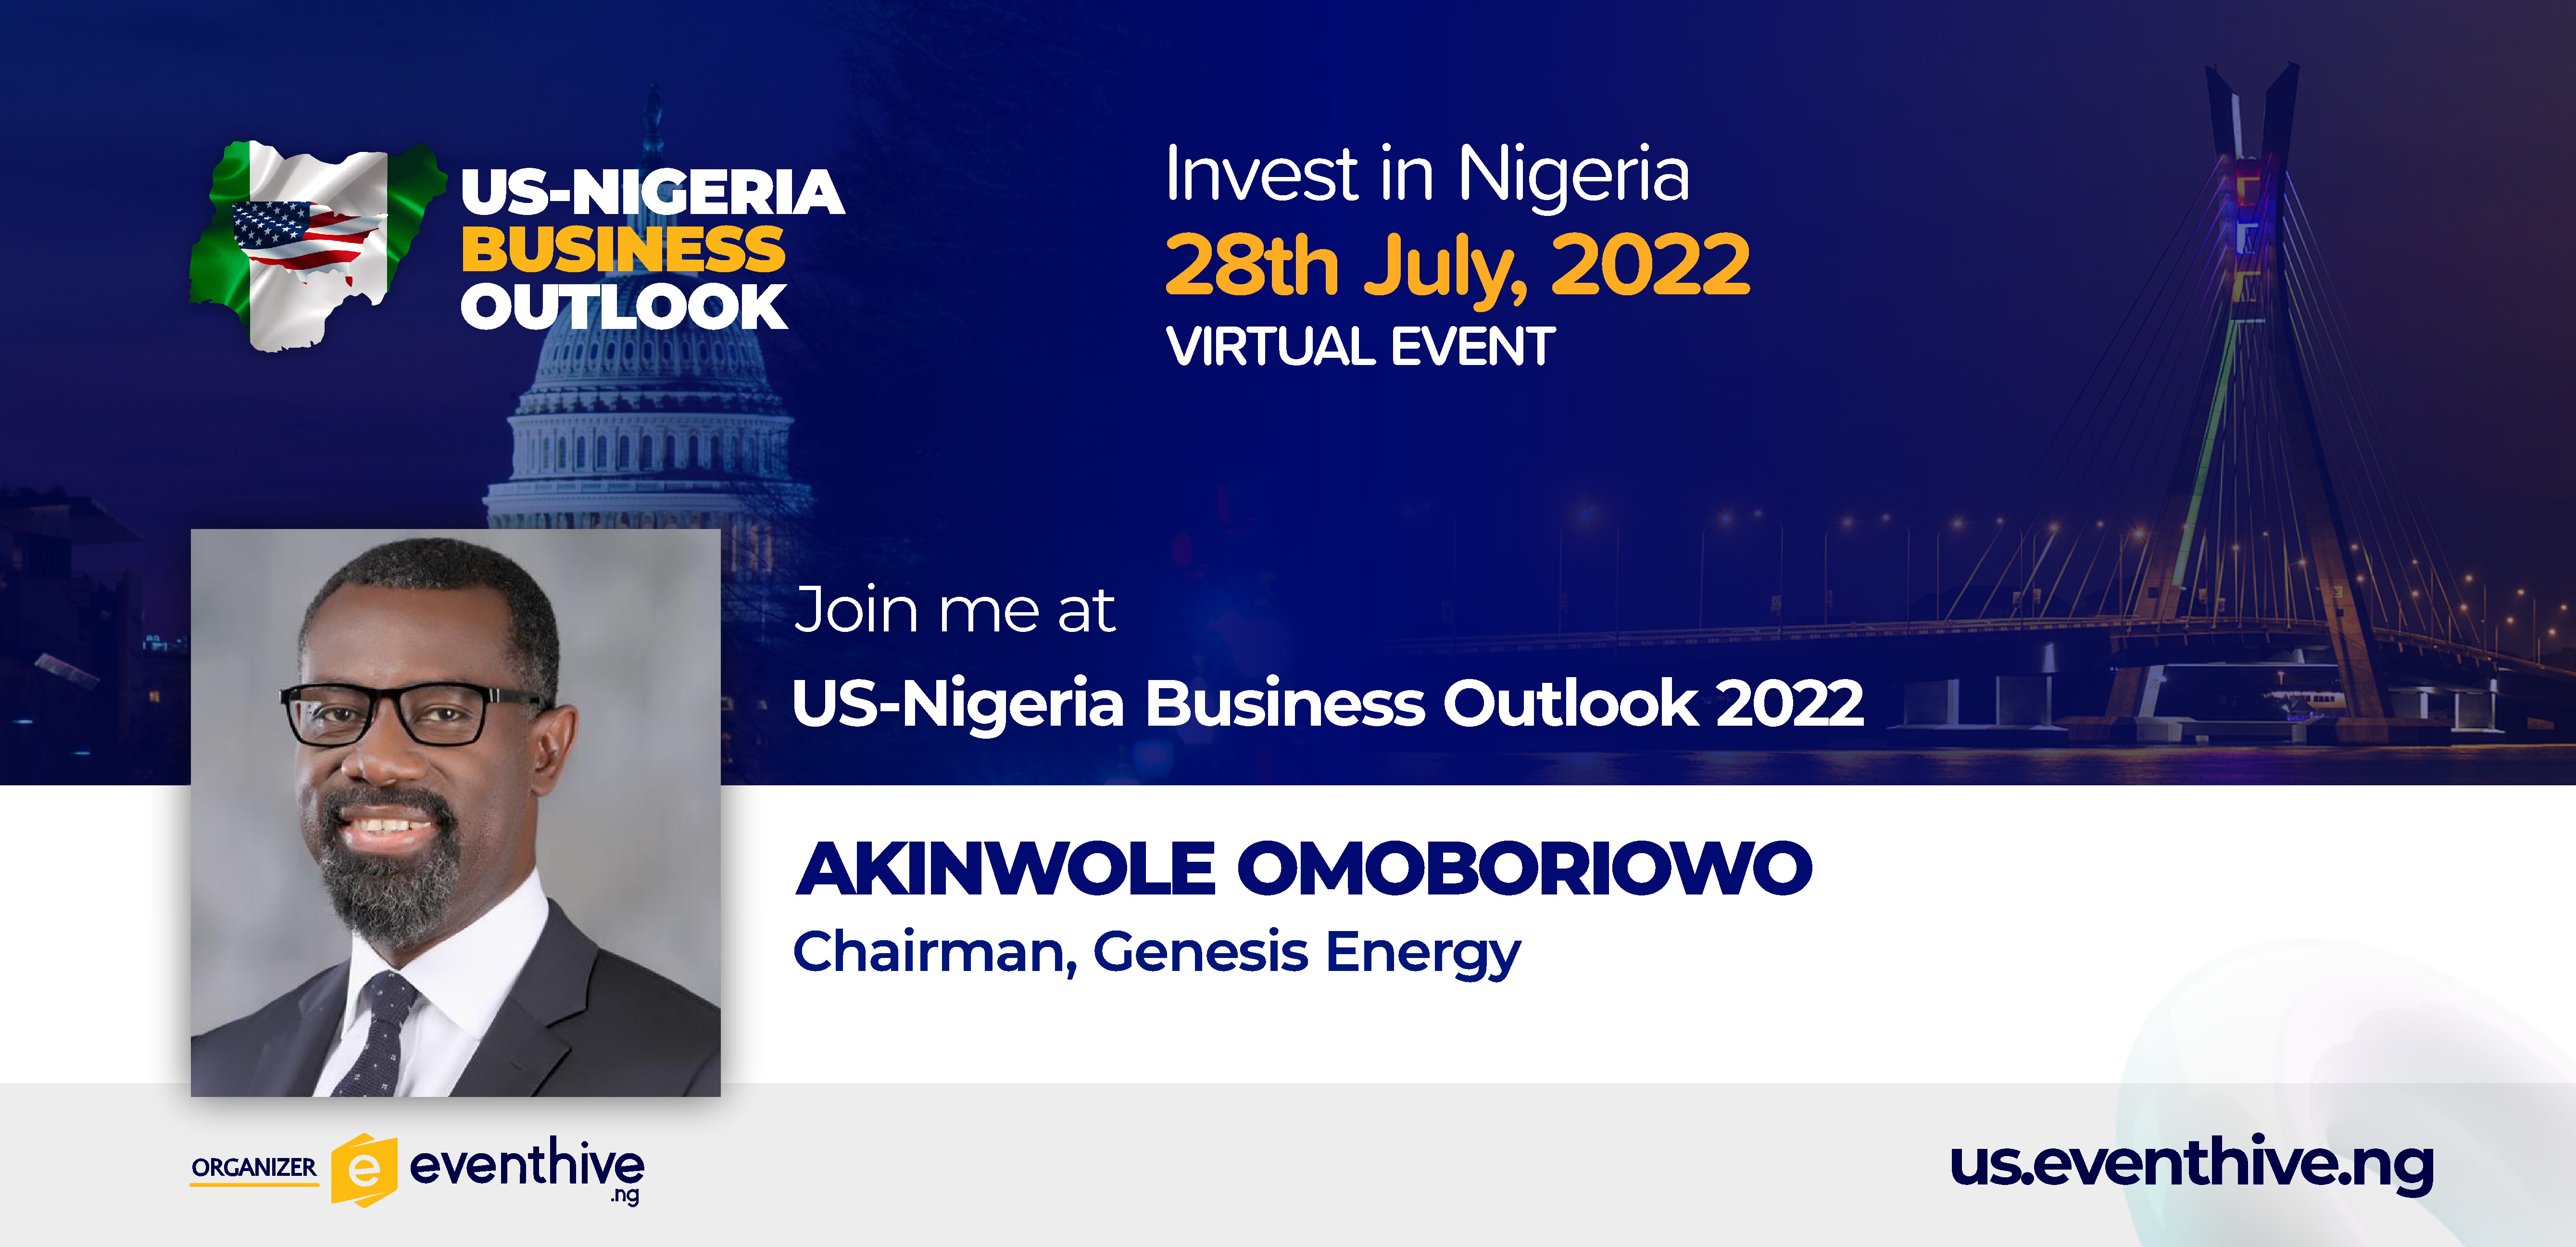 US-NIGERIA
BUSINESS
OUTLOOK
Invest in Nigeria
28th July, 2022
VIRTUAL EVENT
Join me at
US-Nigeria Business Outlook 2022
AKINWOLE OMOBORIOWO
Chairman, Genesis Energy
ORGANIZER
e
eventhive
.ng
us.eventhive.ng